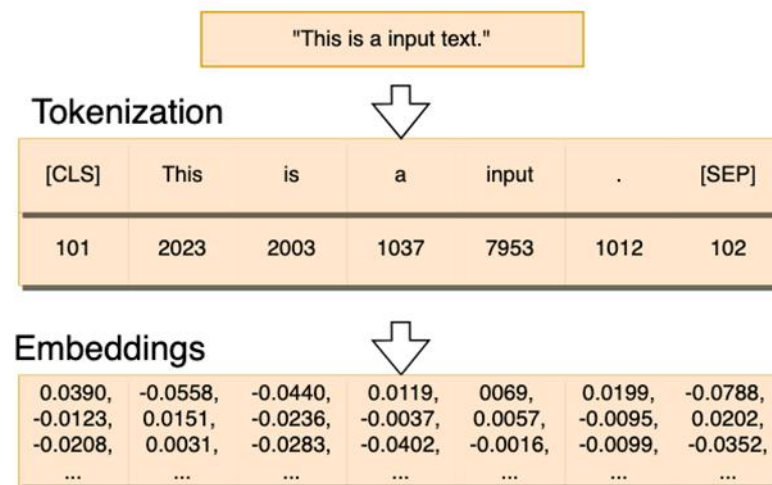 "This is a input text."
Tokenization
[CLS] This is a input . [SEP]
101 2023 2003 1037 7953 1012 102
Embeddings
0.0390, -0.0558, -0.0440, 0.0119, 0069, 0.0199, -0.0788,
-0.0123, 0.0151, -0.0236, -0.0037, 0.0057, -0.0095, 0.0202,
-0.0208, 0.0031, -0.0283, -0.0402, -0.0016, -0.0099, -0.0352,
... ... ... ... ... ... ...